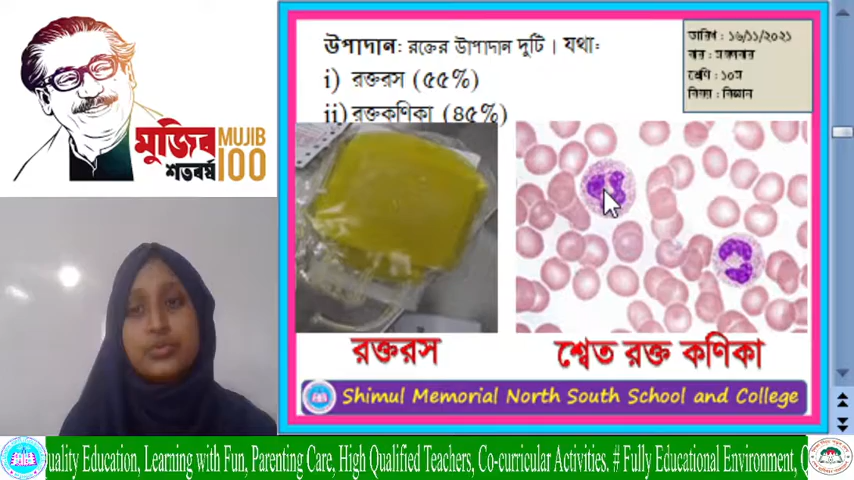 মুজিব MUJIB
শতবর্ষ 100
উপাদান: রক্তের উপাদান দুটি। যথা:
i) রক্তরস (৫৫%)
ii) রক্তকণিকা (৪৫%)
তারিখ : ১৬/১১/২০২১
বার : মঙ্গলবার
শ্রেণি : ১০ম
বিষয় : বিজ্ঞান
রক্তরস
শ্বেত রক্ত কণিকা
Shimul Memorial North South School and College
uality Education, Learning with Fun, Parenting Care, High Qualified Teachers, Co-curricular Activities. # Fully Educational Environment, Q